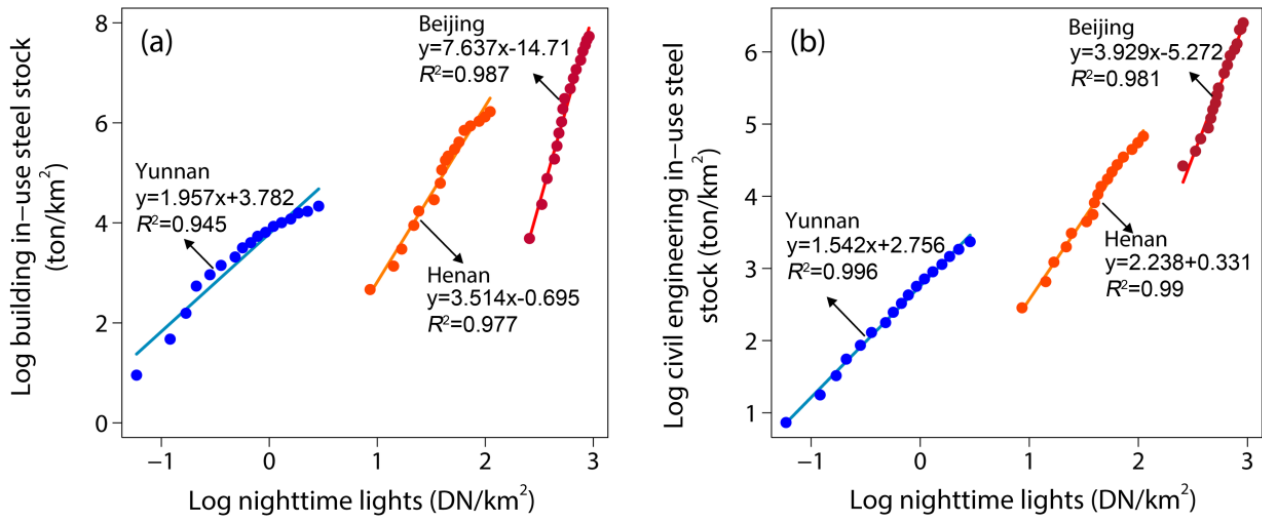 (a)
Beijing
y=7.637x-14.71
R²=0.987
Yunnan
y=1.957x+3.782
R²=0.945
Henan
y=3.514x-0.695
R²=0.977
Log building in−use steel stock
(ton/km²)
8
6
4
2
0
−1
0
1
2
3
Log nighttime lights (DN/km²)
(b)
Beijing
y=3.929x-5.272
R²=0.981
Yunnan
y=1.542x+2.756
R²=0.996
Henan
y=2.238+0.331
R²=0.99
Log civil engineering in−use steel
stock (ton/km²)
6
5
4
3
2
1
−1
0
1
2
3
Log nighttime lights (DN/km²)